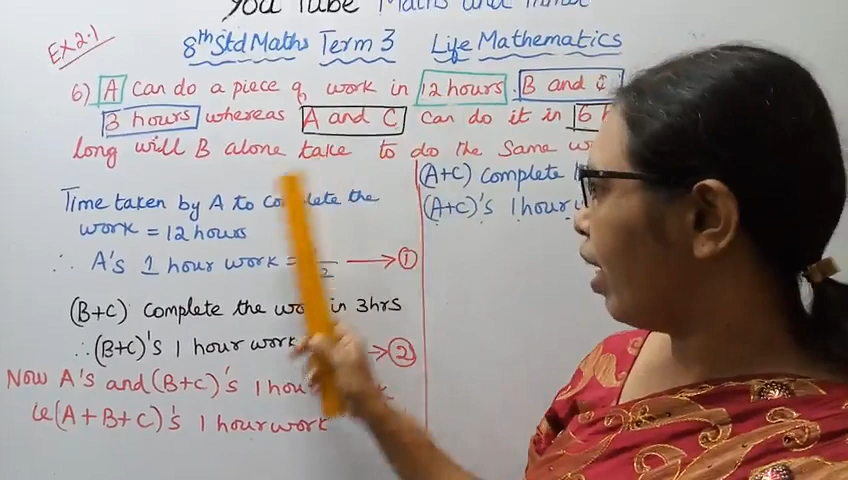 You Tube Maths and
Ex 2.1
8th Std Maths Term 3 Life Mathematics
6) A can do a piece of work in 12 hours. B and C
3 hours whereas A and C can do it in 6
long will B alone take to do the same
Time taken by A to complete the
work = 12 hours
∴ A's 1 hour work = → ①
(B+C) complete the work in 3hrs
∴ (B+C)'s 1 hour work → ②
Now A's and (B+C)'s 1 hour
ie (A+B+C)'s 1 hour work
(A+C) complete
(A+C)'s 1 hour